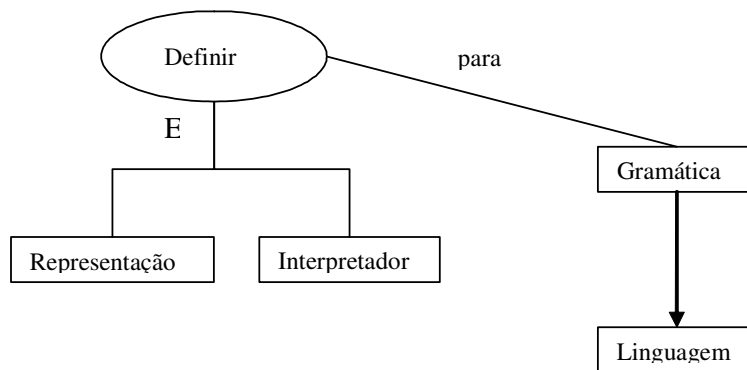 Definir
para
E
Gramática
Representação
Interpretador
Linguagem